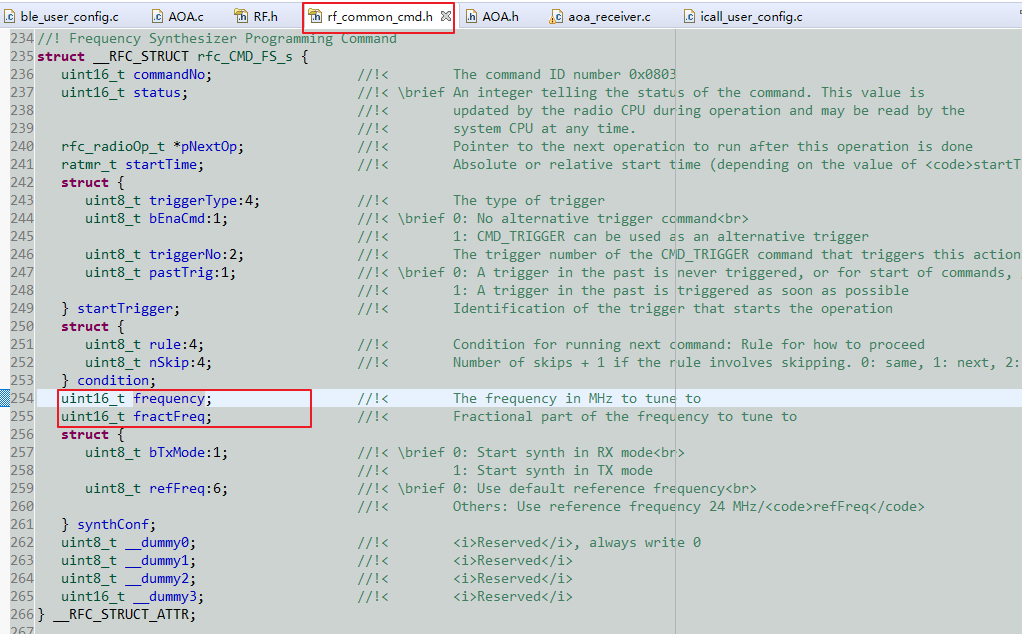 ble_user_config.c AOA.c RF.h rf_common_cmd.h AOA.h aoa_receiver.c icall_user_config.c
234 //! Frequency Synthesizer Programming Command
235 struct __RFC_STRUCT rfc_CMD_FS_s {
236 uint16_t commandNo; //!< The command ID number 0x0803
237 uint16_t status; //!< \brief An integer telling the status of the command. This value is
238 //!< updated by the radio CPU during operation and may be read by the
239 //!< system CPU at any time.
240 rfc_radioOp_t *pNextOp; //!< Pointer to the next operation to run after this operation is done
241 ratmr_t startTime; //!< Absolute or relative start time (depending on the value of <code>startT
242 struct {
243 uint8_t triggerType:4; //!< The type of trigger
244 uint8_t bEnaCmd:1; //!< \brief 0: No alternative trigger command<br>
245 //!< 1: CMD_TRIGGER can be used as an alternative trigger
246 uint8_t triggerNo:2; //!< The trigger number of the CMD_TRIGGER command that triggers this action
247 uint8_t pastTrig:1; //!< \brief 0: A trigger in the past is never triggered, or for start of commands,
248 //!< 1: A trigger in the past is triggered as soon as possible
249 } startTrigger; //!< Identification of the trigger that starts the operation
250 struct {
251 uint8_t rule:4; //!< Condition for running next command: Rule for how to proceed
252 uint8_t nSkip:4; //!< Number of skips + 1 if the rule involves skipping. 0: same, 1: next, 2:
253 } condition;
254 uint16_t frequency; //!< The frequency in MHz to tune to
255 uint16_t fractFreq; //!< Fractional part of the frequency to tune to
256 struct {
257 uint8_t bTxMode:1; //!< \brief 0: Start synth in RX mode<br>
258 //!< 1: Start synth in TX mode
259 uint8_t refFreq:6; //!< \brief 0: Use default reference frequency<br>
260 //!< Others: Use reference frequency 24 MHz/<code>refFreq</code>
261 } synthConf;
262 uint8_t __dummy0; //!< <i>Reserved</i>, always write 0
263 uint8_t __dummy1; //!< <i>Reserved</i>
264 uint8_t __dummy2; //!< <i>Reserved</i>
265 uint16_t __dummy3; //!< <i>Reserved</i>
266 } __RFC_STRUCT_ATTR;
267